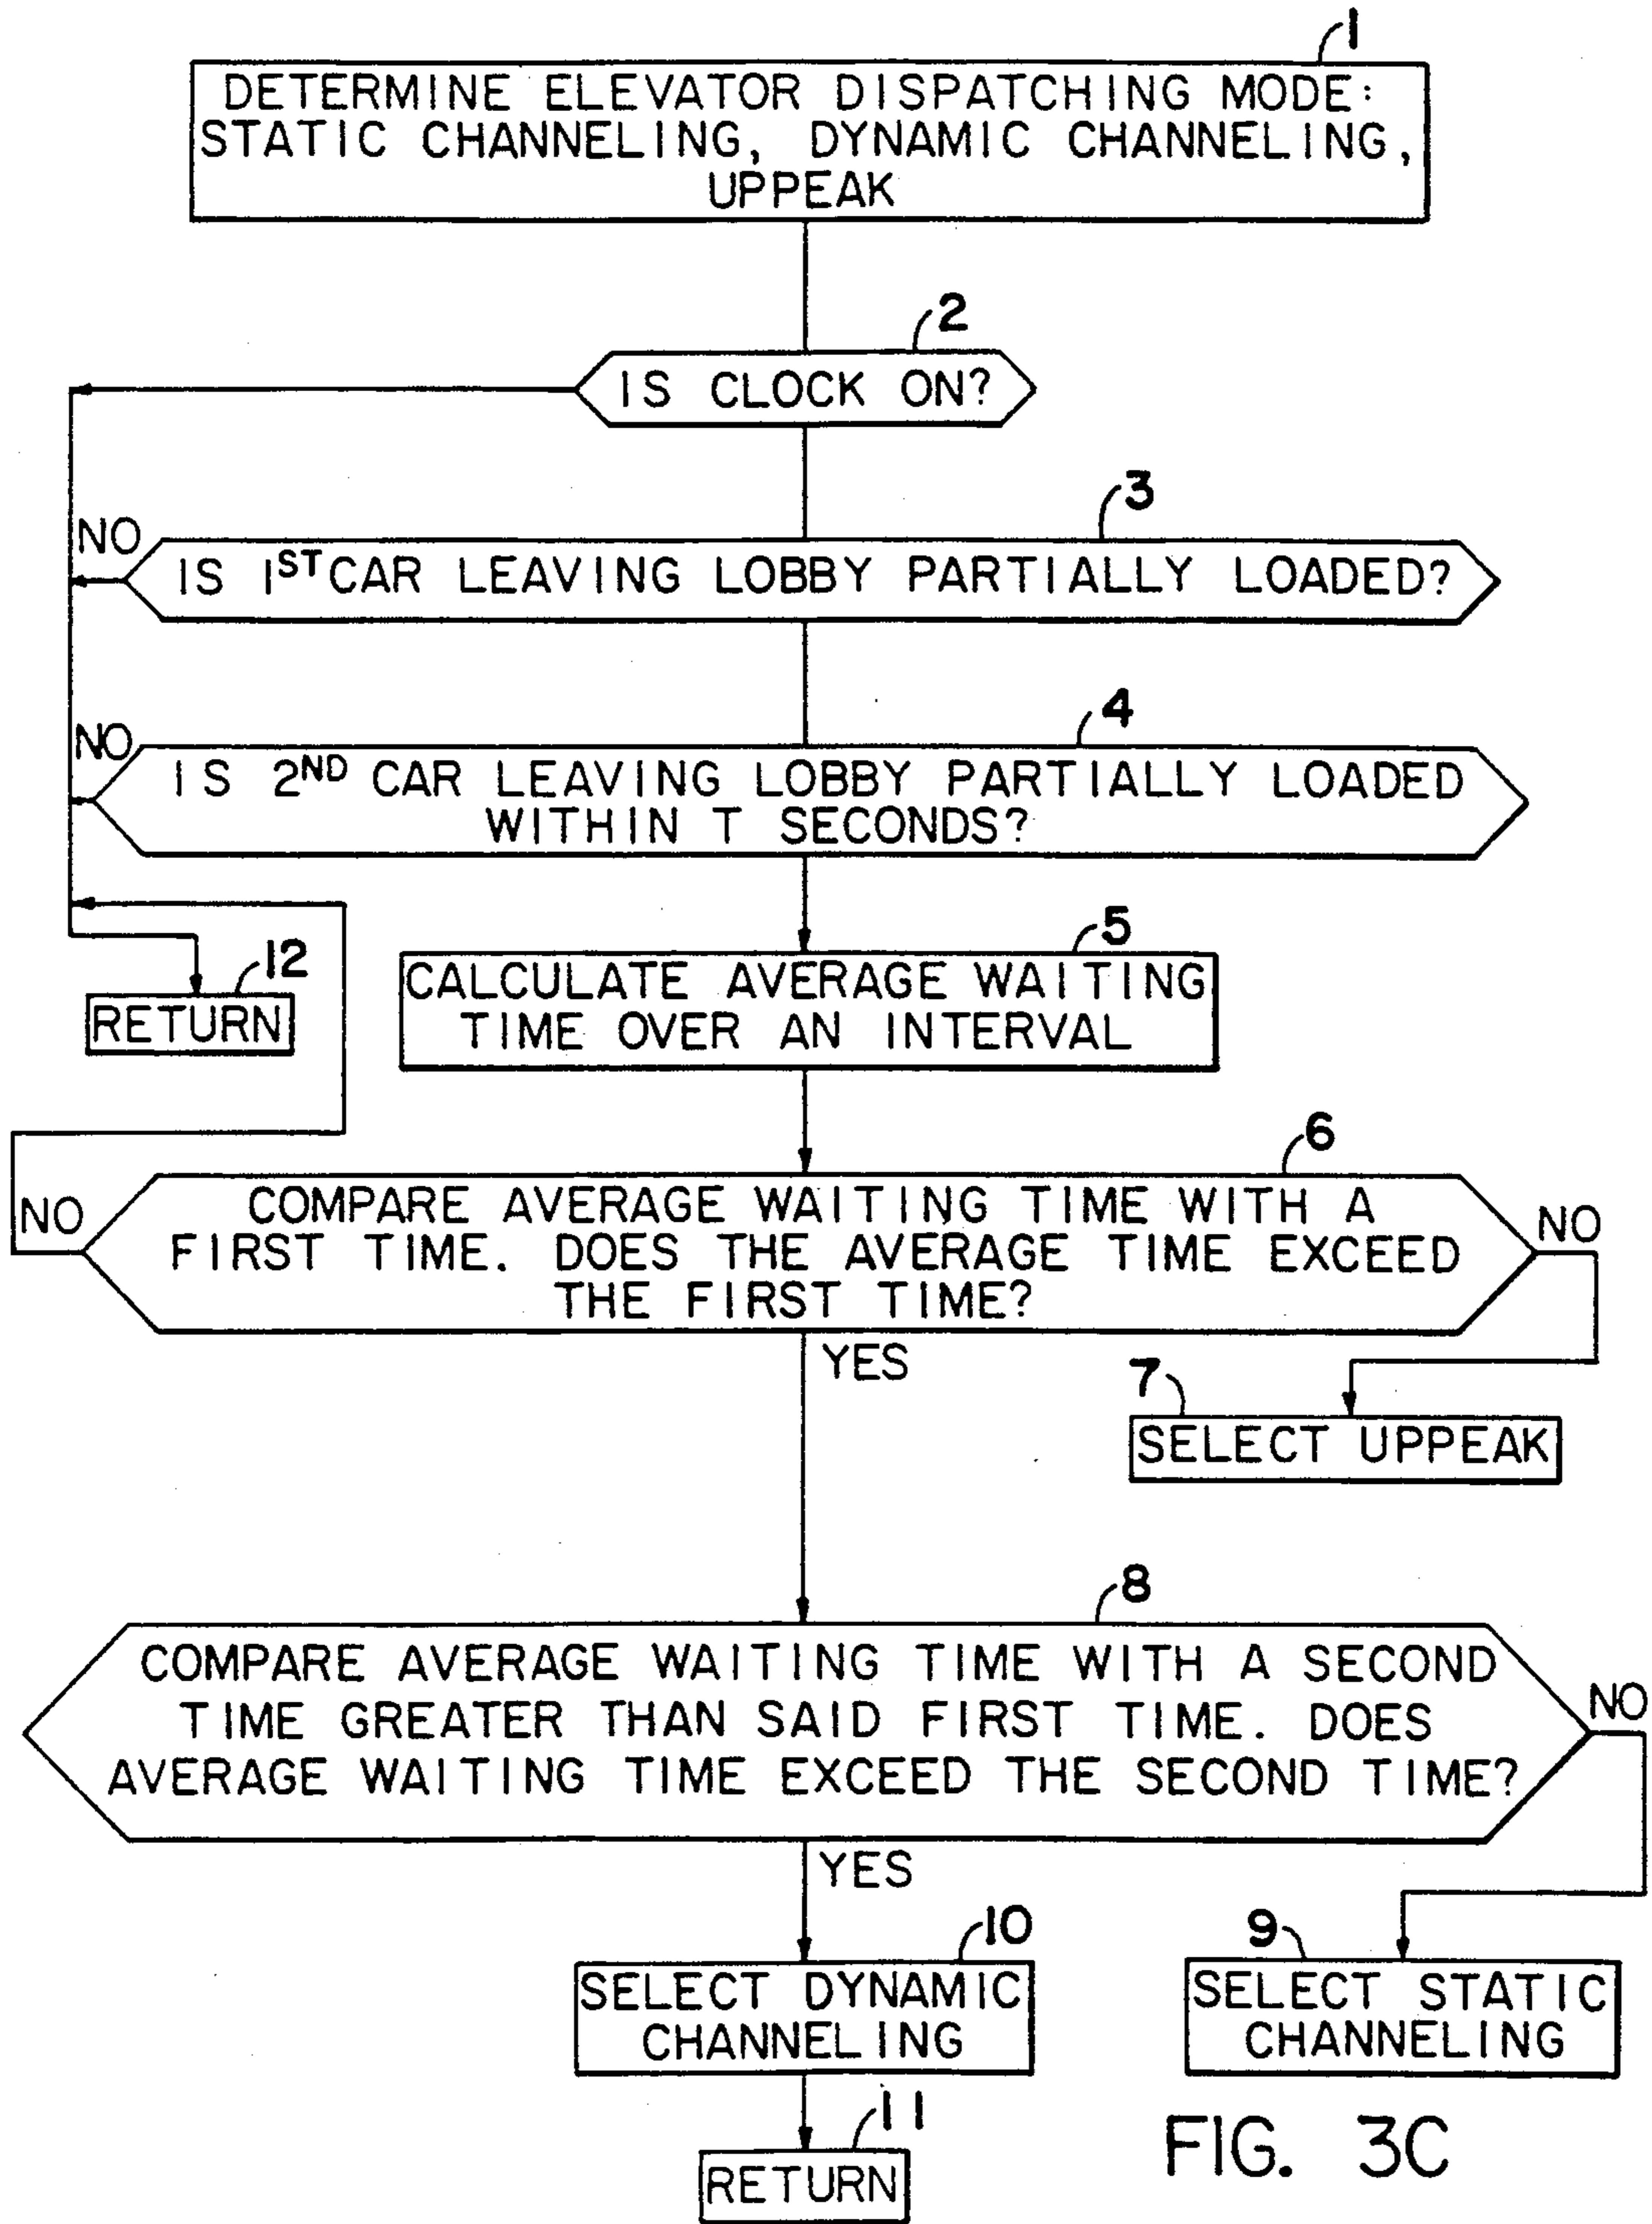 1
DETERMINE ELEVATOR DISPATCHING MODE:
STATIC CHANNELING, DYNAMIC CHANNELING,
UPPEAK
2
IS CLOCK ON?
3
NO
IS 1ST CAR LEAVING LOBBY PARTIALLY LOADED?
4
NO
IS 2ND CAR LEAVING LOBBY PARTIALLY LOADED
WITHIN T SECONDS?
12
RETURN
5
CALCULATE AVERAGE WAITING
TIME OVER AN INTERVAL
6
NO
COMPARE AVERAGE WAITING TIME WITH A
FIRST TIME. DOES THE AVERAGE TIME EXCEED
THE FIRST TIME?
NO
YES
7
SELECT UPPEAK
8
COMPARE AVERAGE WAITING TIME WITH A SECOND
TIME GREATER THAN SAID FIRST TIME. DOES
AVERAGE WAITING TIME EXCEED THE SECOND TIME?
NO
YES
10
SELECT DYNAMIC
CHANNELING
9
SELECT STATIC
CHANNELING
11
RETURN
FIG. 3C